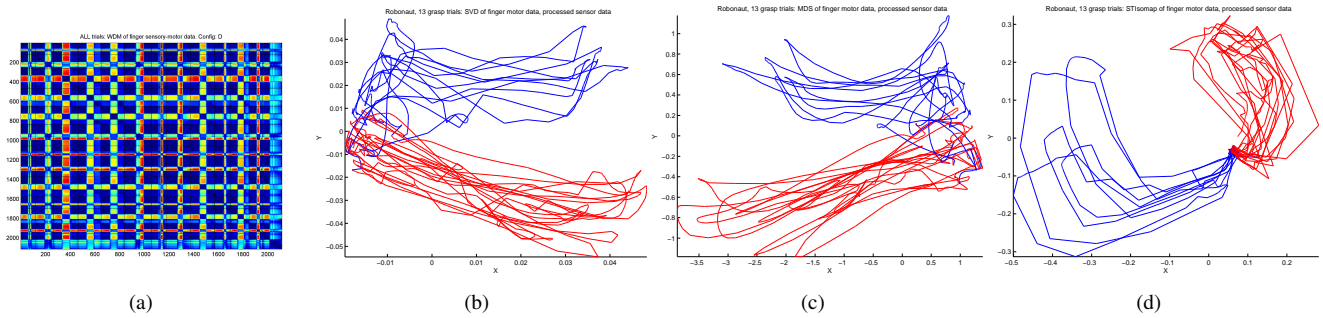 ALL trials: WDM of finger sensory-motor data. Config: D
200
400
600
800
1000
1200
1400
1600
1800
2000
200 400 600 800 1000 1200 1400 1600 1800 2000
(a)
Robonaut, 13 grasp trials: SVD of finger motor data, processed sensor data
0.04
0.03
0.02
0.01
0
−0.01
−0.02
−0.03
−0.04
−0.05
Y
−0.01 0 0.01 0.02 0.03 0.04
X
(b)
Robonaut, 13 grasp trials: MDS of finger motor data, processed sensor data
1
0.8
0.6
0.4
0.2
0
−0.2
−0.4
−0.6
−0.8
−1
Y
−3.5 −3 −2.5 −2 −1.5 −1 −0.5 0 0.5 1
X
(c)
Robonaut, 13 grasp trials: STIsomap of finger motor data, processed sensor data
0.3
0.2
0.1
0
−0.1
−0.2
−0.3
Y
−0.5 −0.4 −0.3 −0.2 −0.1 0 0.1 0.2
X
(d)